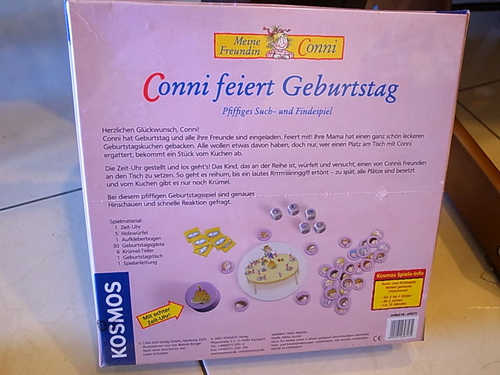 Meine
Freundin
Conni
Conni feiert Geburtstag
Pfiffiges Such- und Findespiel
Herzlichen Glückwunsch, Conni!
Conni hat Geburtstag und alle ihre Freunde sind eingeladen. Feiert mit! Ihre Mama hat einen ganz schön leckeren
Geburtstagskuchen gebacken. Alle wollen etwas davon haben, doch nur, wer einen Platz am Tisch mit Conni
ergattert, bekommt ein Stück vom Kuchen ab.
Die Zeit-Uhr gestellt und los geht's! Das Kind, das an der Reihe ist, würfelt und versucht, einen von Connis Freunden
an den Tisch zu setzen. So geht es reihum, bis ein lautes ertönt – zu spät, alle Plätze sind besetzt
und vom Kuchen gibt es nur noch Krümel.
Bei diesem pfiffigen Geburtstagsspiel sind genaues
Hinschauen und schnelle Reaktion gefragt.
Spielmaterial:
1 Zeit-Uhr
5 Holzwürfel
1 Aufkleberbogen
30 Geburtstagsgäste
6 Krümel-Teller
1 Geburtstagstisch
1 Spielanleitung
Mit echter
Zeit-Uhr
Kosmos Spiele-Info
KOSMOS